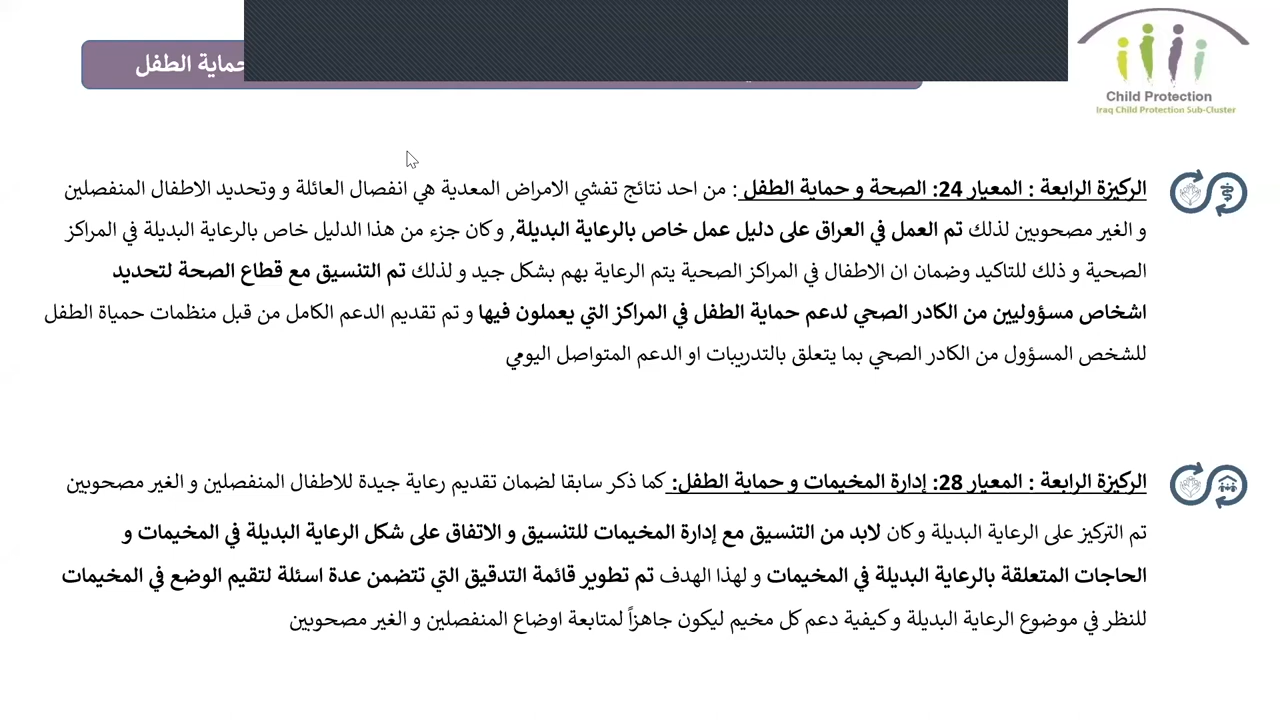 حماية الطفل
Child Protection
Iraq Child Protection Sub-Cluster
الركيزة الرابعة : المعيار 24: الصحة و حماية الطفل : من احد نتائج تفشي الامراض المعدية هي انفصال العائلة و وتحديد الاطفال المنفصلين
و الغير مصحوبين لذلك تم العمل في العراق على دليل عمل خاص بالرعاية البديلة, و كان جزء من هذا الدليل خاص بالرعاية البديلة في المراكز
الصحية و ذلك للتاكيد وضمان ان الاطفال في المراكز الصحية يتم الرعاية بهم بشكل جيد و لذلك تم التنسيق مع قطاع الصحة لتحديد
اشخاص مسؤوليين من الكادر الصحي لدعم حماية الطفل في المراكز التي يعملون فيها و تم تقديم الدعم الكامل من قبل منظمات حمياة الطفل
للشخص المسؤول من الكادر الصحي بما يتعلق بالتدريبات او الدعم المتواصل اليومي
الركيزة الرابعة : المعيار 28: إدارة المخيمات و حماية الطفل: كما ذكر سابقا لضمان تقديم رعاية جيدة للاطفال المنفصلين و الغير مصحوبين
تم التركيز على الرعاية البديلة و كان لابد من التنسيق مع إدارة المخيمات للتنسيق و الاتفاق على شكل الرعاية البديلة في المخيمات و
الحاجات المتعلقة بالرعاية البديلة في المخيمات و لهذا الهدف تم تطوير قائمة التدقيق التي تتضمن عدة اسئلة لتقيم الوضع في المخيمات
للنظر في موضوع الرعاية البديلة و كيفية دعم كل مخيم ليكون جاهزاً لمتابعة اوضاع المنفصلين و الغير مصحوبين